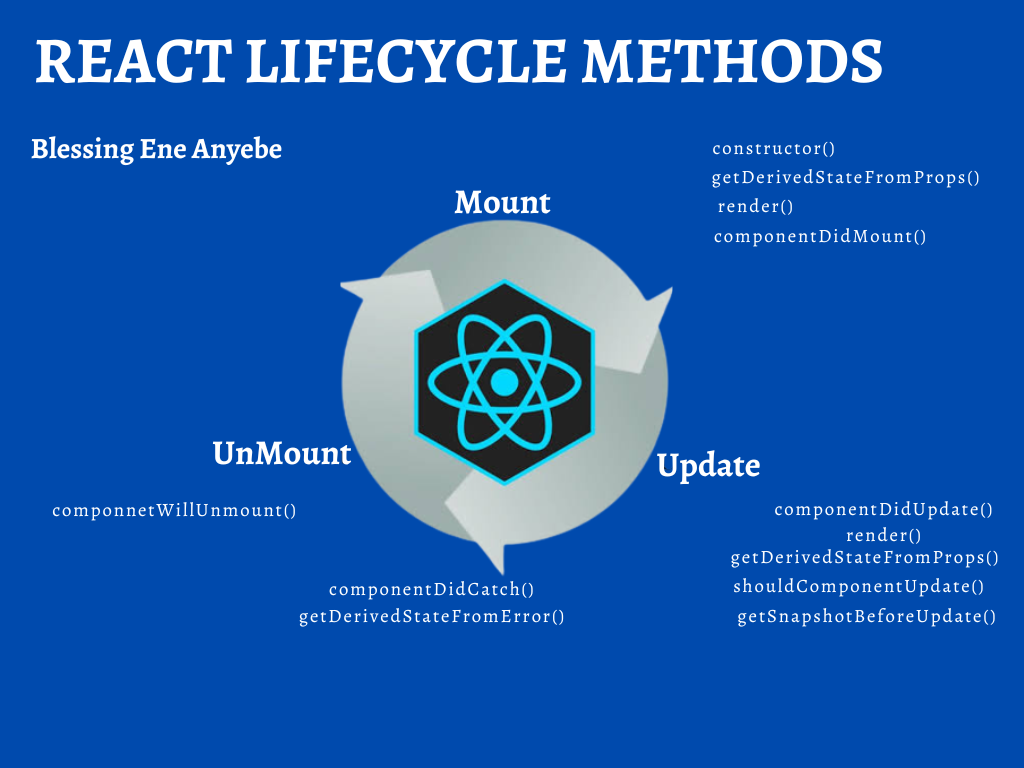 REACT LIFECYCLE METHODS
Blessing Ene Anyebe
constructor()
getDerivedStateFromProps()
render()
componentDidMount()
Mount
UnMount
componnetWillUnmount()
Update
componentDidUpdate()
render()
getDerivedStateFromProps()
shouldComponentUpdate()
getSnapshotBeforeUpdate()
componentDidCatch()
getDerivedStateFromError()